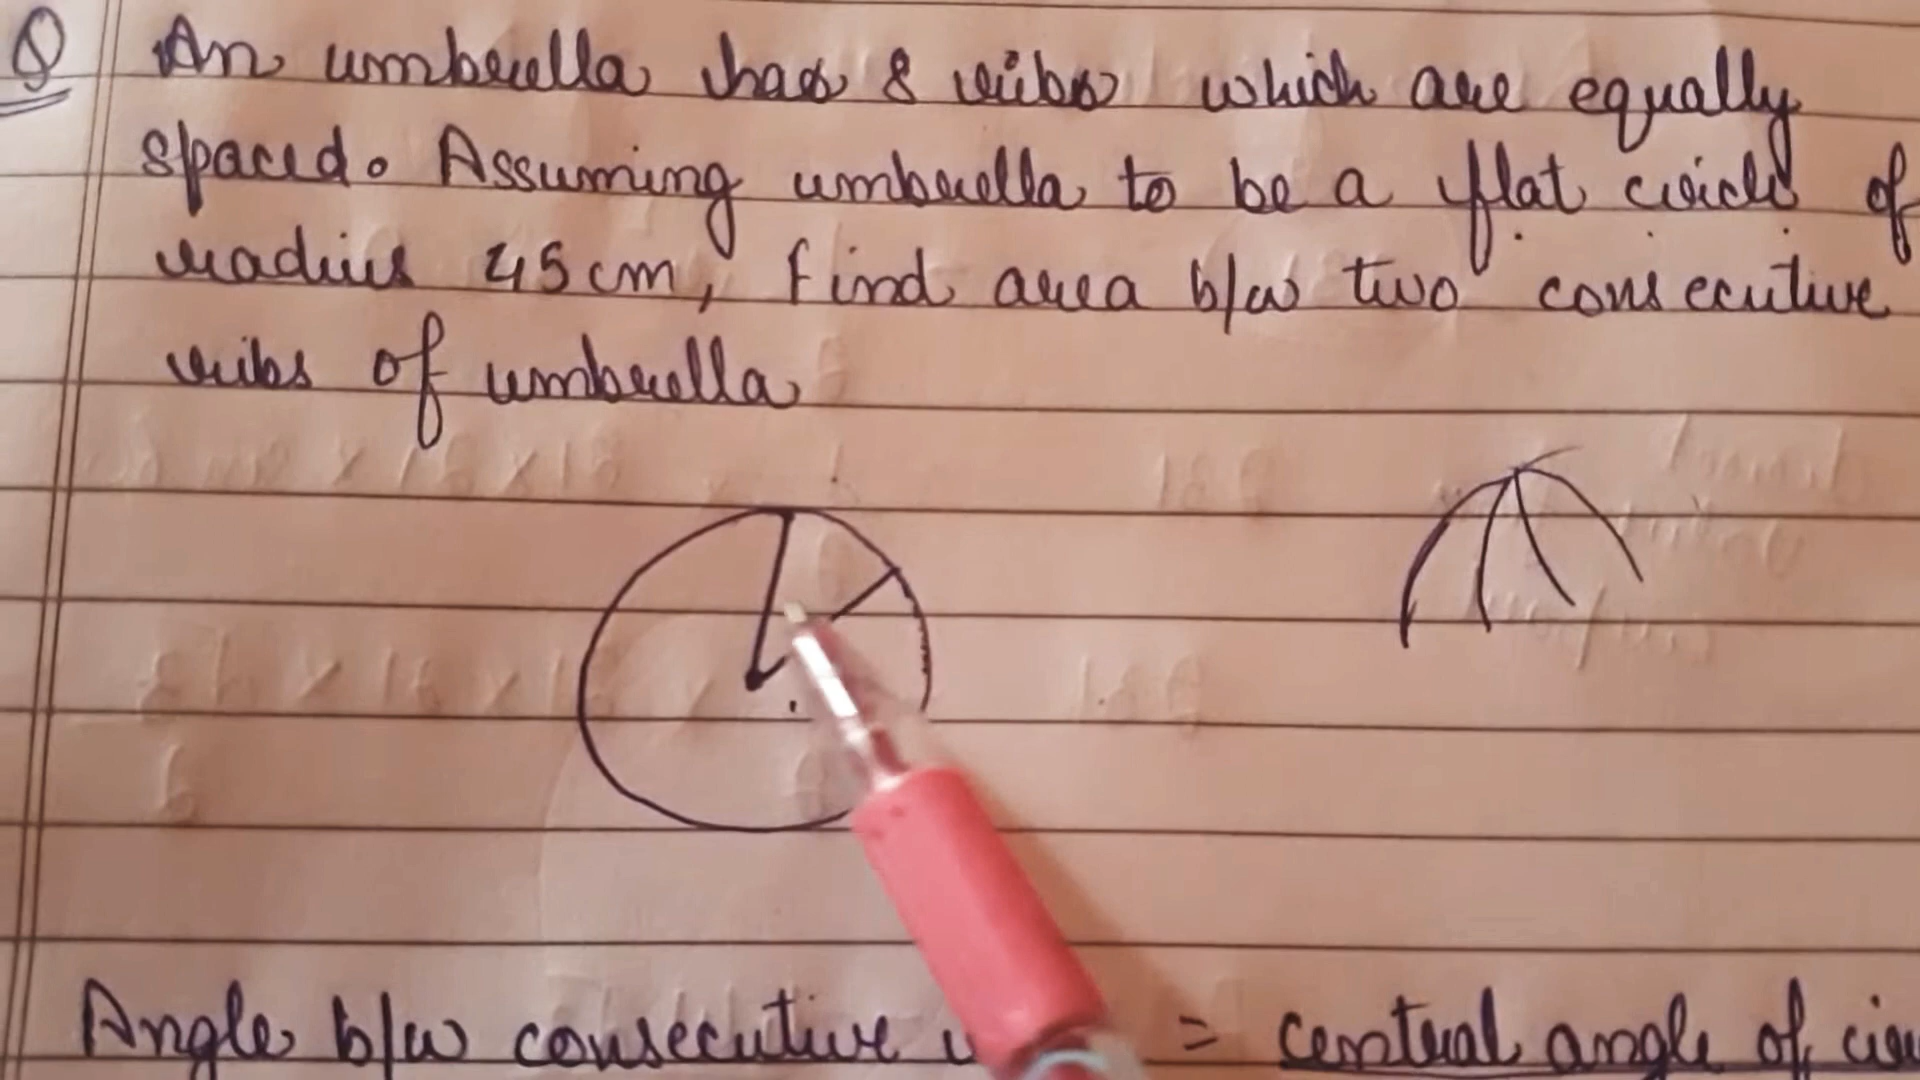 Q An umbrella has 8 ribs which are equally
spaced. Assuming umbrella to be a flat circle of
radius 45 cm, Find area b/w two consecutive
ribs of umbrella
Angle b/w consecutive = central angle of